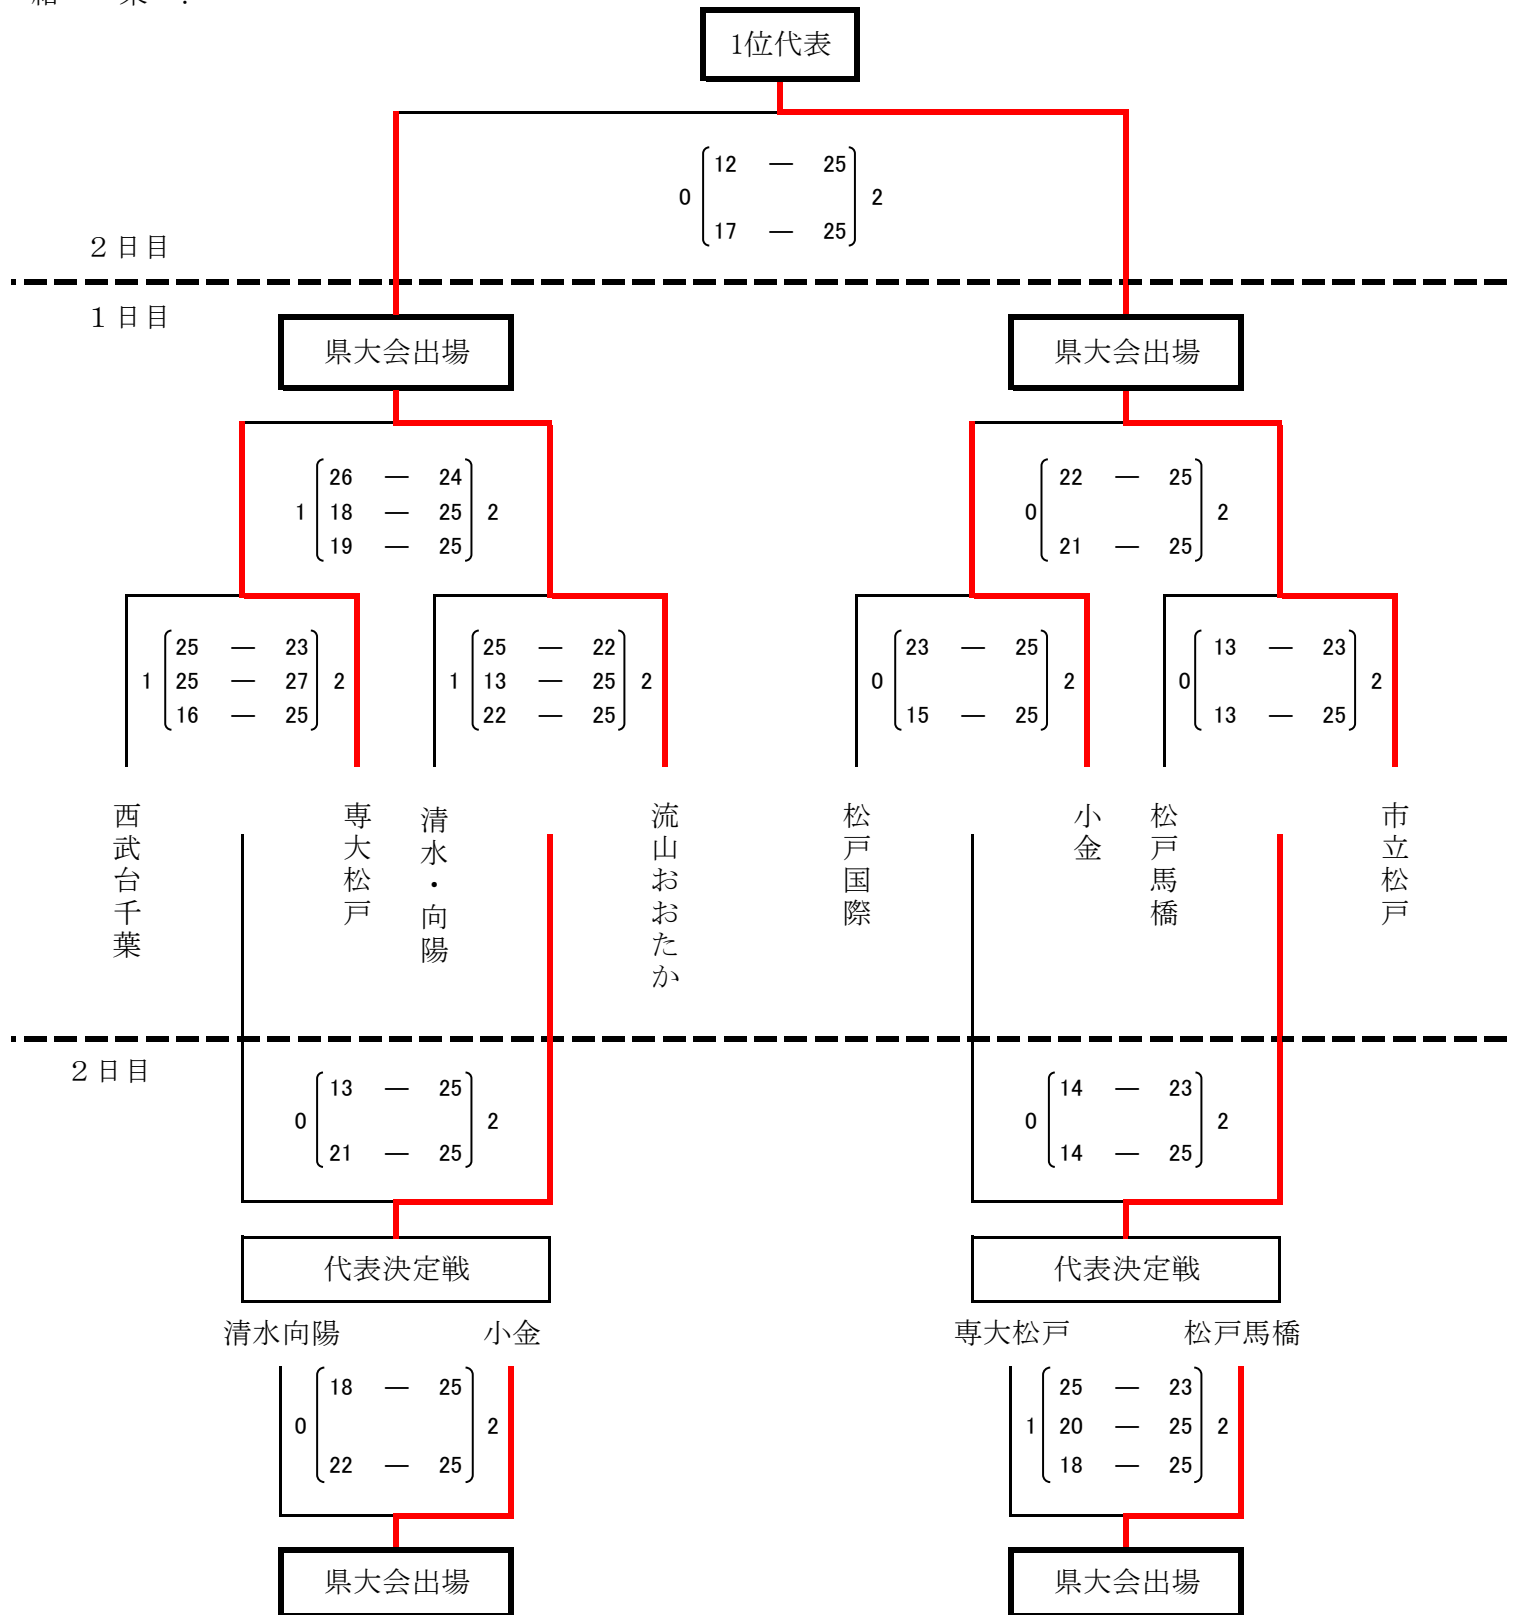 1位代表
12 — 25
0 2
17 — 25
２日目
１日目
県大会出場 県大会出場
26 — 24 22 — 25
1 18 — 25 2 0 2
19 — 25 21 — 25
25 — 23 25 — 22 23 — 25 13 — 23
1 25 — 27 2 1 13 — 25 2 0 2 0 2
16 — 25 22 — 25 15 — 25 13 — 25
西武台千葉
専大松戸
清水・向陽
流山おおたか
松戸国際
小金
松戸馬橋
市立松戸
２日目
13 — 25 14 — 23
0 2 0 2
21 — 25 14 — 25
代表決定戦 代表決定戦
清水向陽 小金 専大松戸 松戸馬橋
18 — 25 25 — 23
0 2 1 20 — 25 2
22 — 25 18 — 25
県大会出場 県大会出場